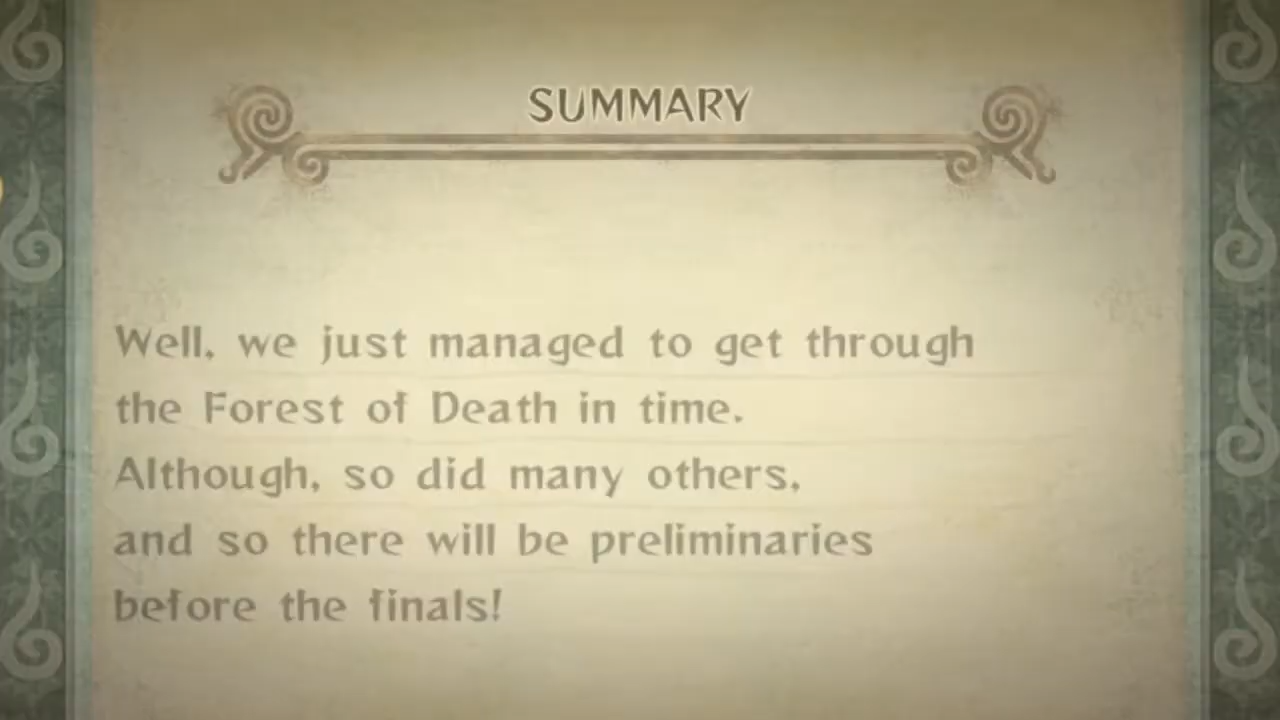 SUMMARY
Well, we just managed to get through
the Forest of Death in time.
Although, so did many others,
and so there will be preliminaries
before the finals!